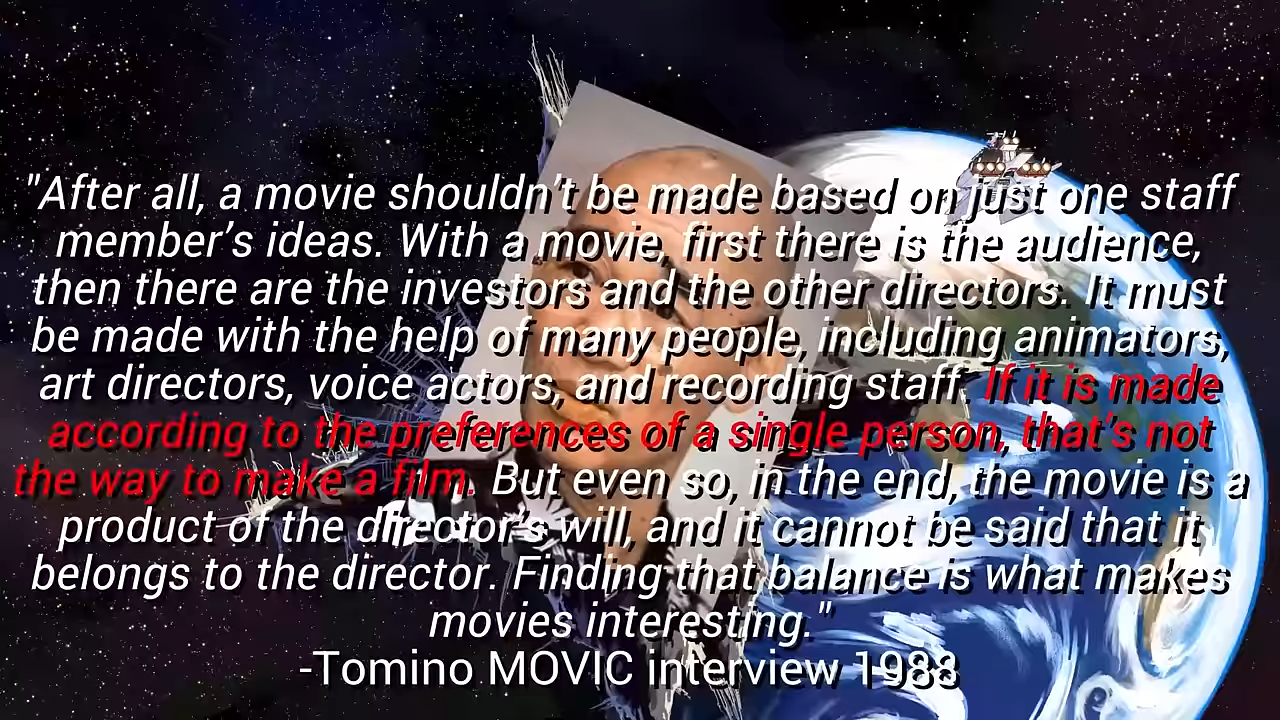 "After all, a movie shouldn't be made based on just one staff
member's ideas. With a movie, first there is the audience,
then there are the investors and the other directors. It must
be made with the help of many people, including animators,
art directors, voice actors, and recording staff. If it is made
according to the preferences of a single person, that's not
the way to make a film. But even so, in the end, the movie is a
product of the director's will, and it cannot be said that it
belongs to the director. Finding that balance is what makes
movies interesting."
-Tomino MOVIC interview 1988